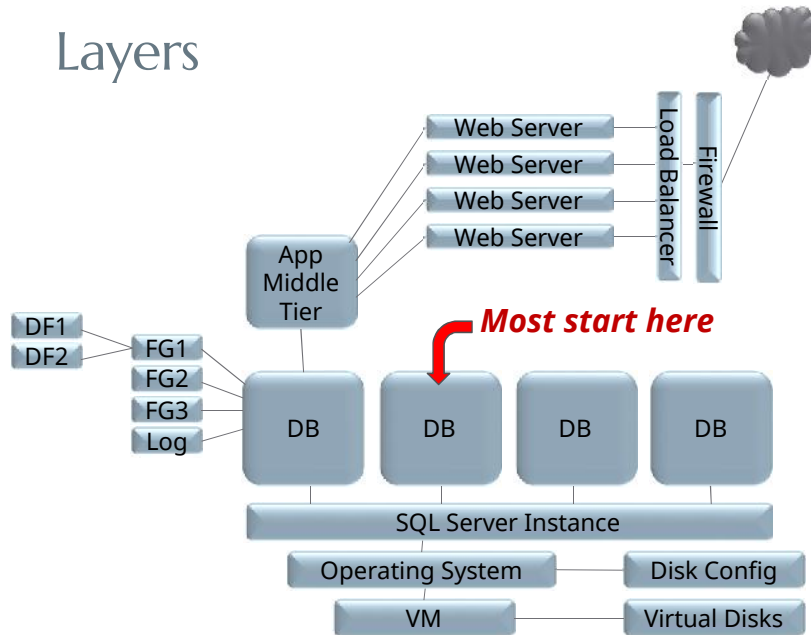 Layers
Web Server
Web Server
Web Server
Web Server
Load Balancer
Firewall
App
Middle
Tier
Most start here
DF1
DF2
FG1
FG2
FG3
Log
DB
DB
DB
DB
SQL Server Instance
Operating System
Disk Config
VM
Virtual Disks